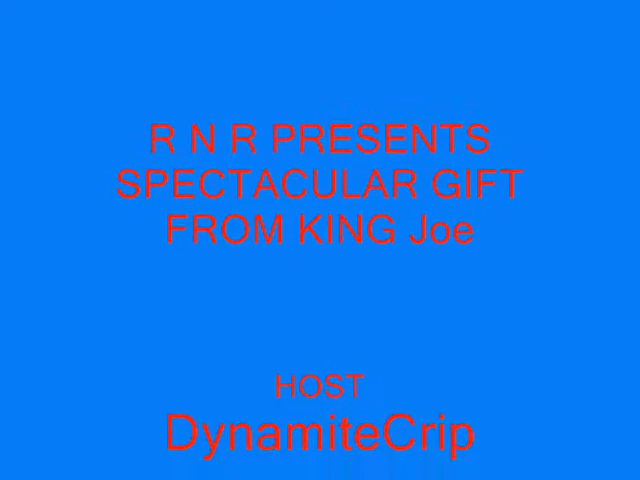 R N R PRESENTS
SPECTACULAR GIFT
FROM KING Joe
HOST
DynamiteCrip